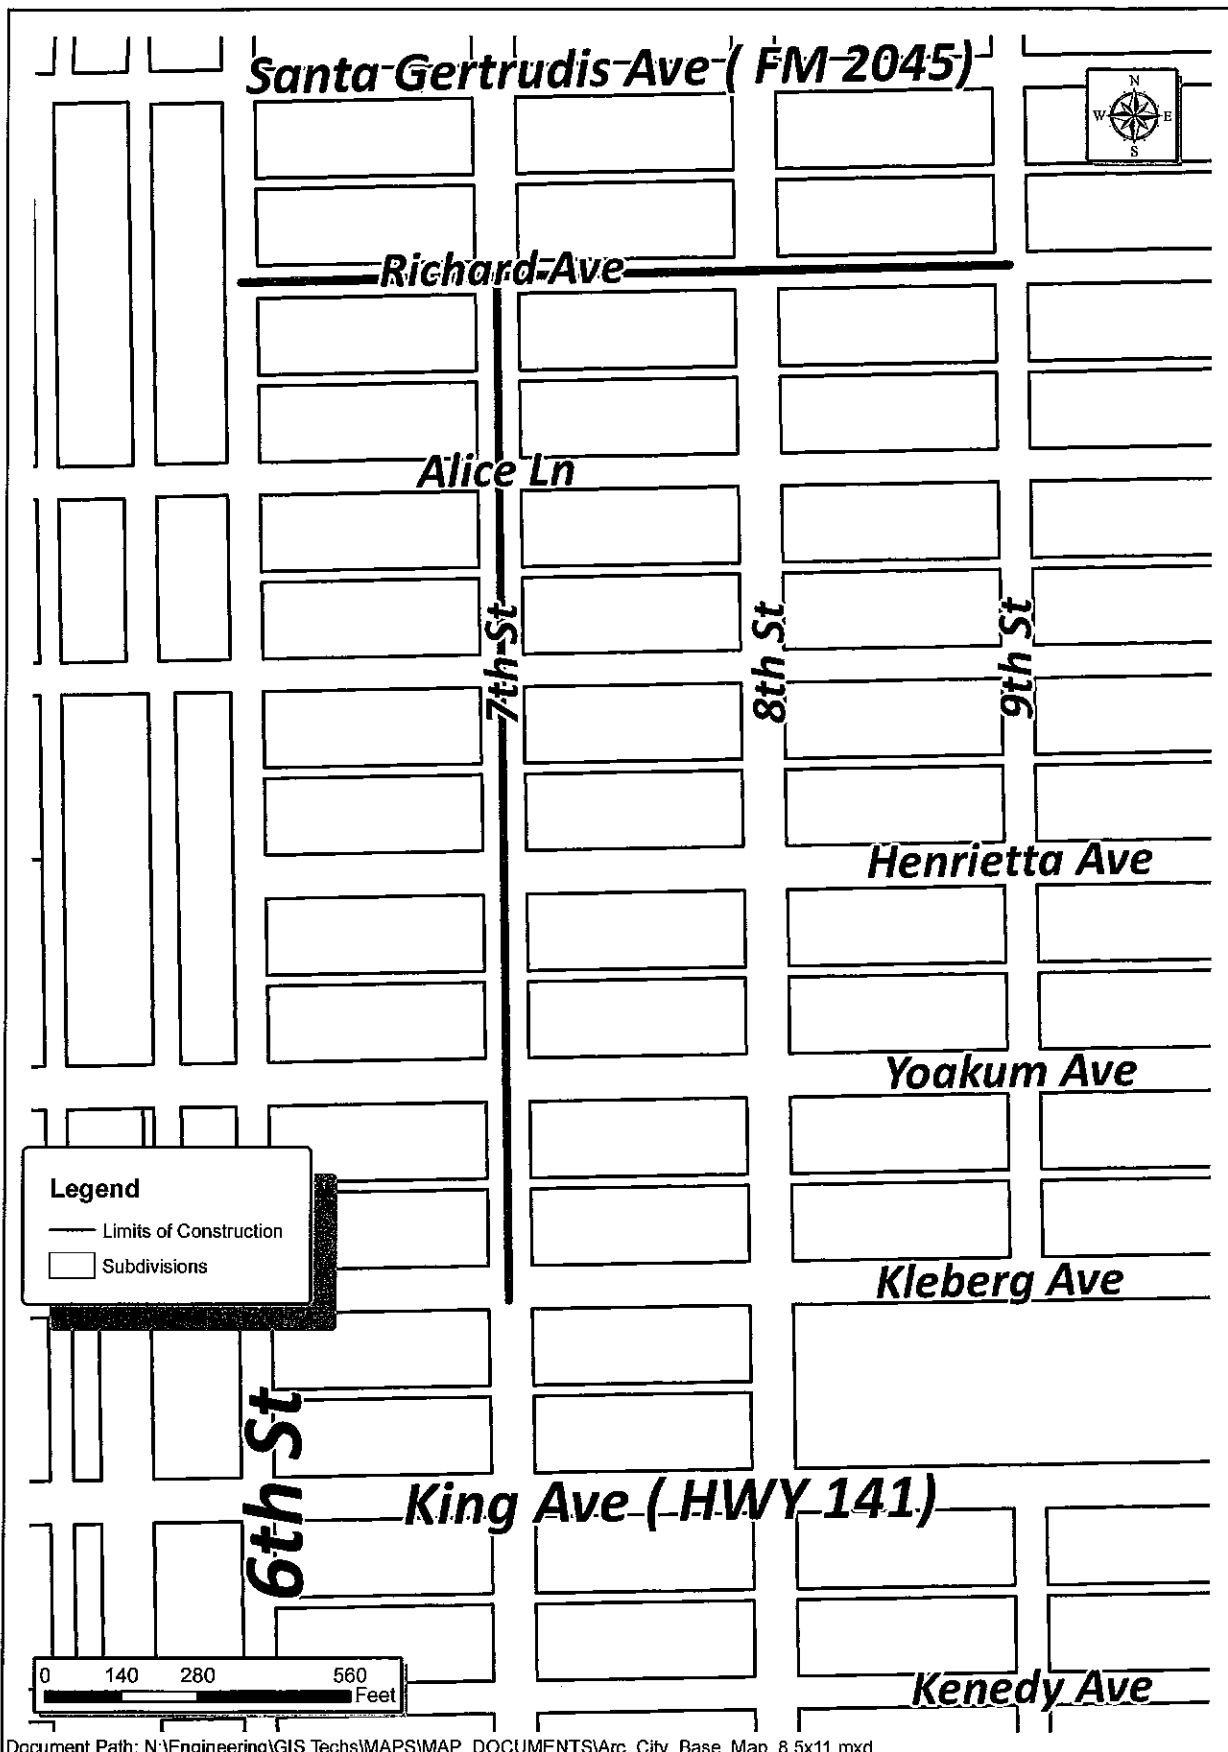 Santa Gertrudis Ave ( FM 2045)
N
W E
S
Richard Ave
Alice Ln
7th St
8th St
9th St
Henrietta Ave
Yoakum Ave
Legend
Limits of Construction
Subdivisions
Kleberg Ave
6th St
King Ave ( HWY 141)
0 140 280 560
Feet
Kenedy Ave
Document Path: N:\Engineering\GIS Techs\MAPS\MAP_DOCUMENTS\Arc_City_Base_Map_8.5x11.mxd